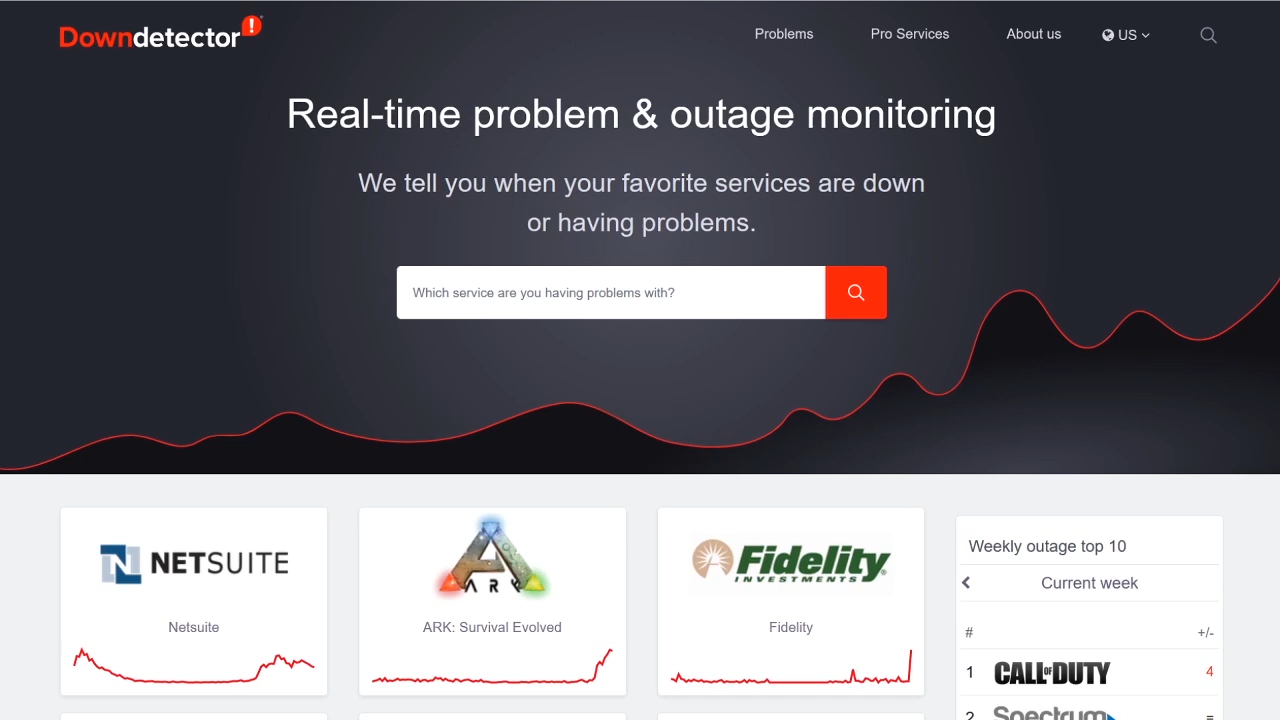 Downdetector!
Problems
Pro Services
About us
US
Real-time problem & outage monitoring
We tell you when your favorite services are down
or having problems.
Which service are you having problems with?
NETSUITE
Netsuite
ARK
ARK: Survival Evolved
Fidelity
INVESTMENTS
Fidelity
Weekly outage top 10
Current week
# +/-
1 CALL OF DUTY 4
2 Spectrum =